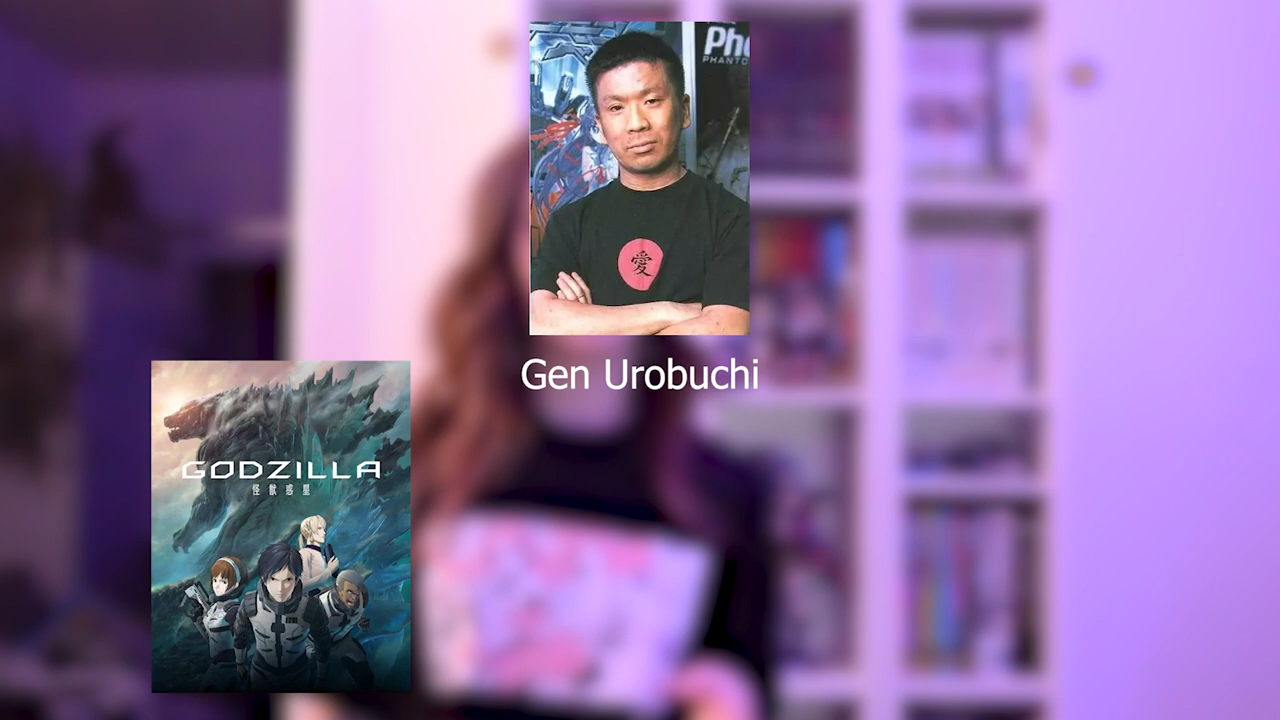 Ph
PHANTO
愛
Gen Urobuchi
GODZILLA
怪獣惑星